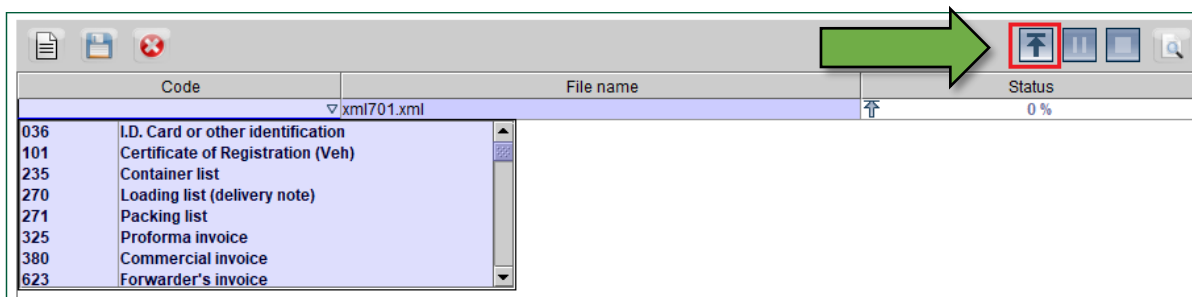 Code File name Status
xml701.xml 0 %
036 I.D. Card or other identification
101 Certificate of Registration (Veh)
235 Container list
270 Loading list (delivery note)
271 Packing list
325 Proforma invoice
380 Commercial invoice
623 Forwarder's invoice